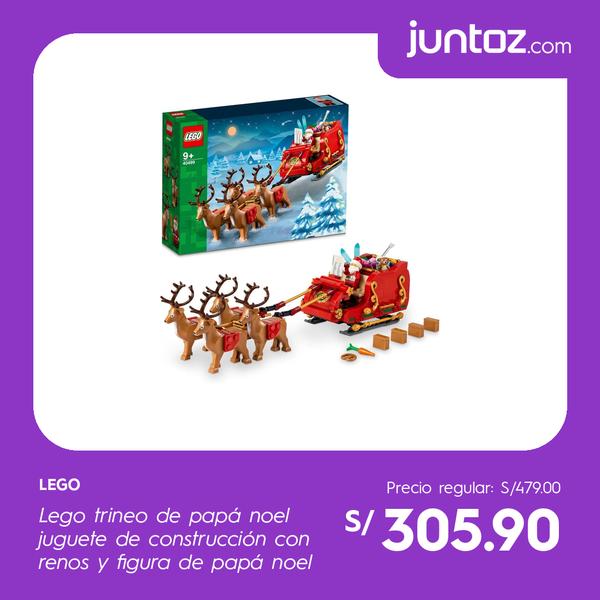 juntoz.com
LEGO
9+
40499
LEGO
Precio regular: S/479.00
Lego trineo de papá noel
juguete de construcción con
renos y figura de papá noel
S/ 305.90